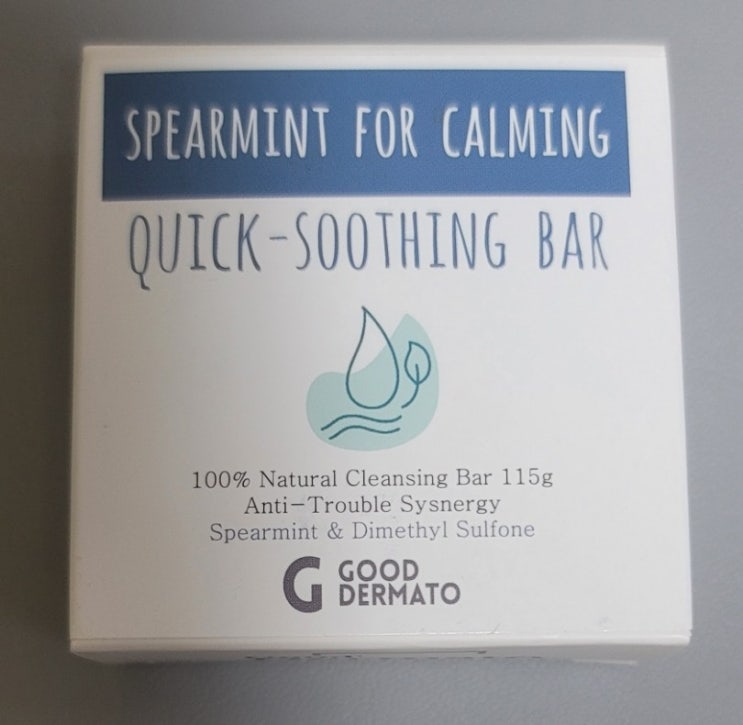 SPEARMINT FOR CALMING
QUICK-SOOTHING BAR
100% Natural Cleansing Bar 115g
Anti-Trouble Sysnergy
Spearmint & Dimethyl Sulfone
G GOOD
DERMATO